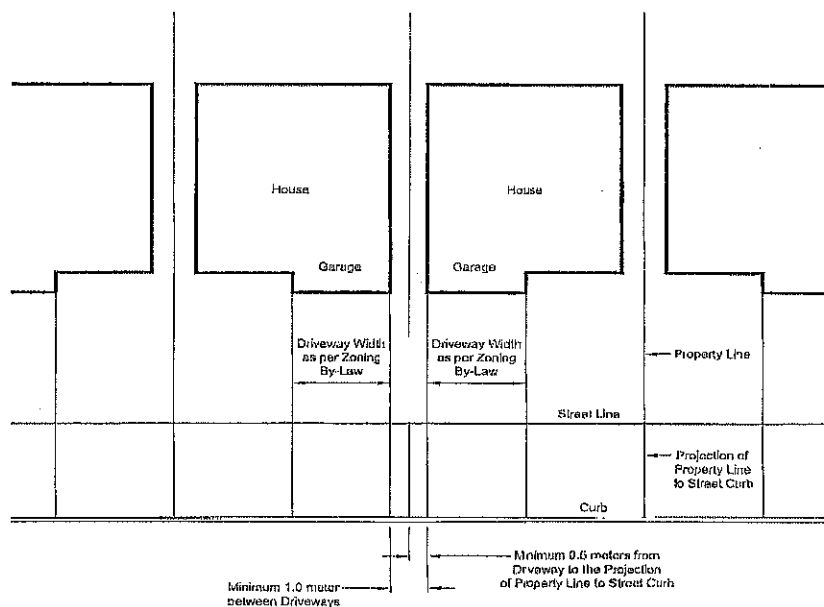 House
House
Garage
Garage
Driveway Width
as per Zoning
By-Law
Driveway Width
as per Zoning
By-Law
Property Line
Street Line
Projection of
Property Line
to Street Curb
Curb
Minimum meters from
Driveway to the Projection
of Property Line to Street Curb
Minimum 1.0 meter
between Driveways